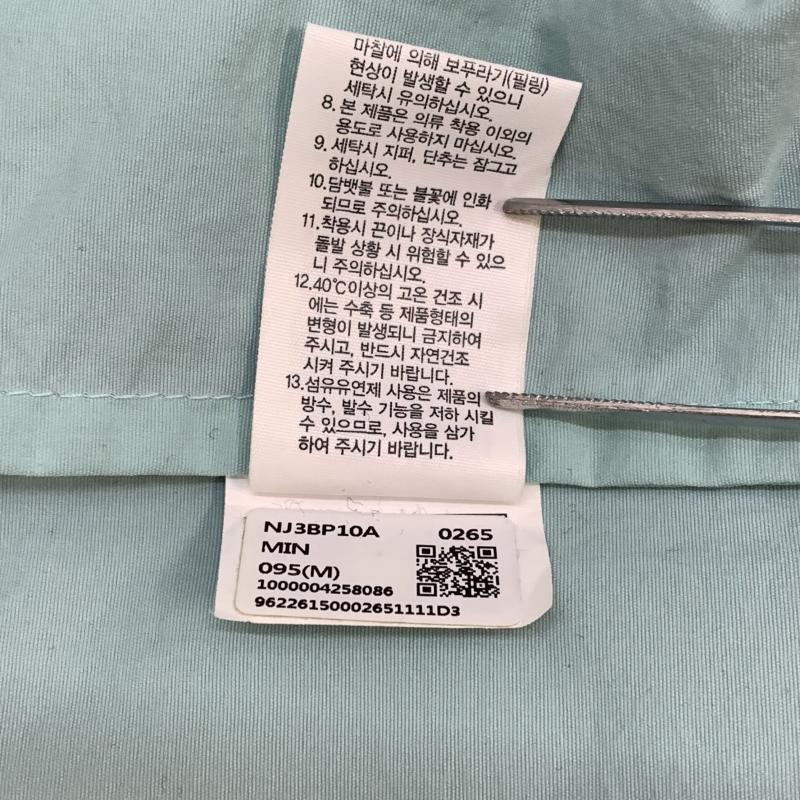 마찰에 의해 보푸라기(필링)
현상이 발생할 수 있으니
세탁시 유의하십시오.
8. 본 제품은 의류 착용 이외의
용도로 사용하지 마십시오.
9. 세탁시 지퍼, 단추는 잠그고
하십시오.
10.담뱃불 또는 불꽃에 인화
되므로 주의하십시오.
11.착용시 끈이나 장식자재가
돌발 상황 시 위험할 수 있으
니 주의하십시오.
12.40℃이상의 고온 건조 시
에는 수축 등 제품형태의
변형이 발생되니 금지하여
주시고, 반드시 자연건조
시켜 주시기 바랍니다.
13.섬유유연제 사용은 제품의
방수, 발수 기능을 저하 시킬
수 있으므로, 사용을 삼가
하여 주시기 바랍니다.
NJ3BP10A 0265
MIN
095(M)
1000004258086
96226150002651111D3